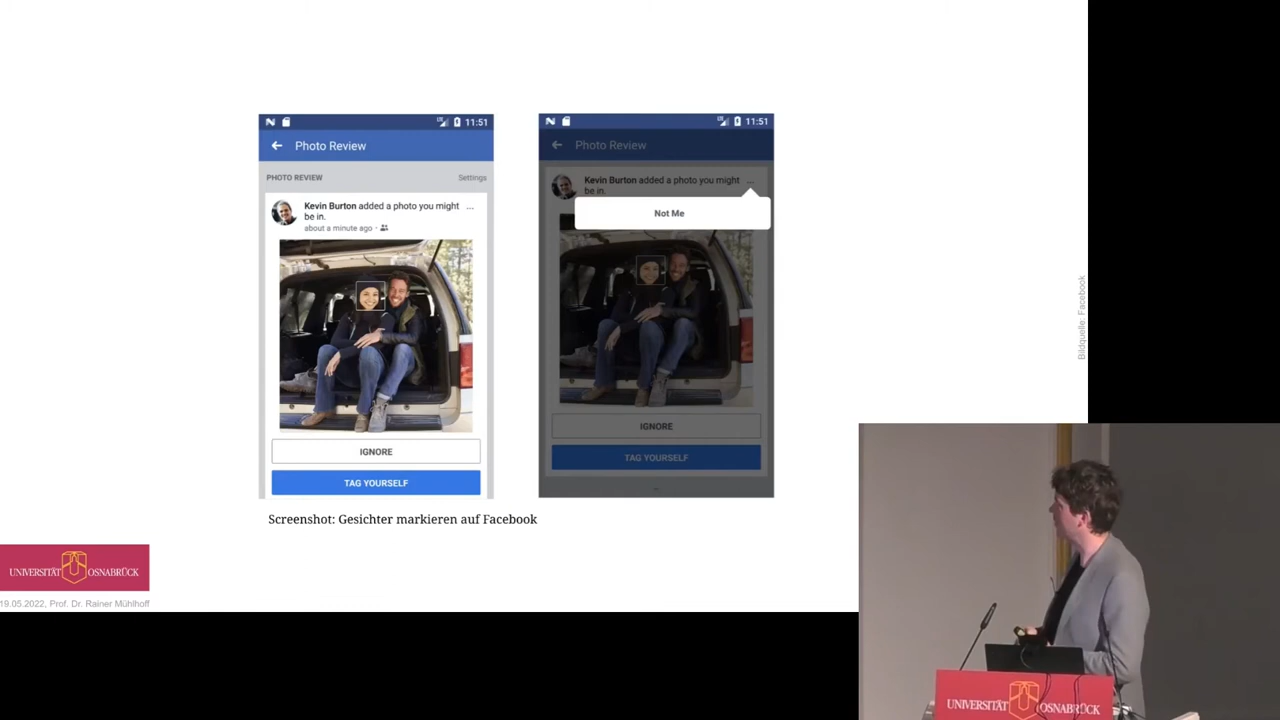 11:51
Photo Review
PHOTO REVIEW
Settings
Kevin Burton added a photo you might ...
be in.
about a minute ago
IGNORE
TAG YOURSELF
11:51
Photo Review
Kevin Burton added a photo you might ...
be in.
Not Me
IGNORE
TAG YOURSELF
Screenshot: Gesichter markieren auf Facebook
Bildquelle: Facebook
UNIVERSITÄT OSNABRÜCK
19.05.2022, Prof. Dr. Rainer Mühlhoff
UNIVERSITÄT OSNABRÜCK